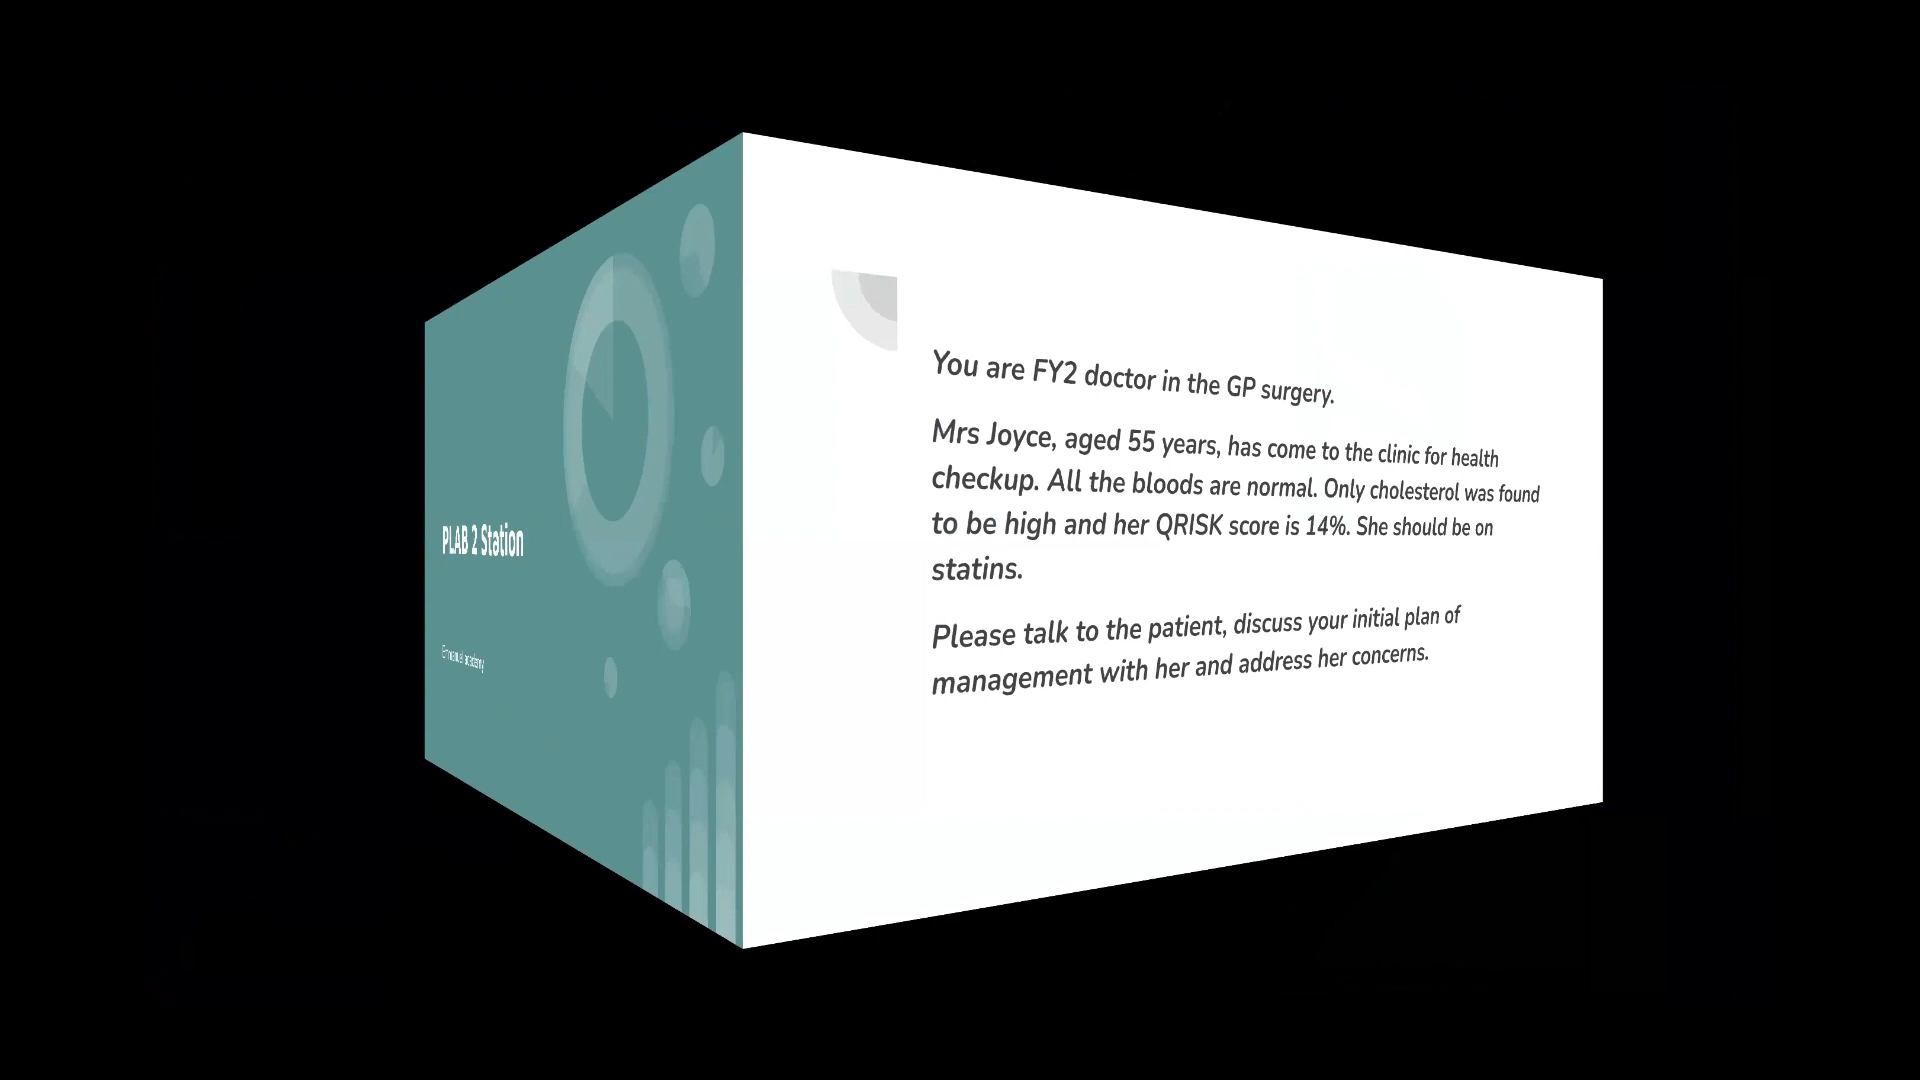 PLAB 2 Station
Emmanuel academy
You are FY2 doctor in the GP surgery.
Mrs Joyce, aged 55 years, has come to the clinic for health
checkup. All the bloods are normal. Only cholesterol was found
to be high and her QRISK score is 14%. She should be on
statins.
Please talk to the patient, discuss your initial plan of
management with her and address her concerns.